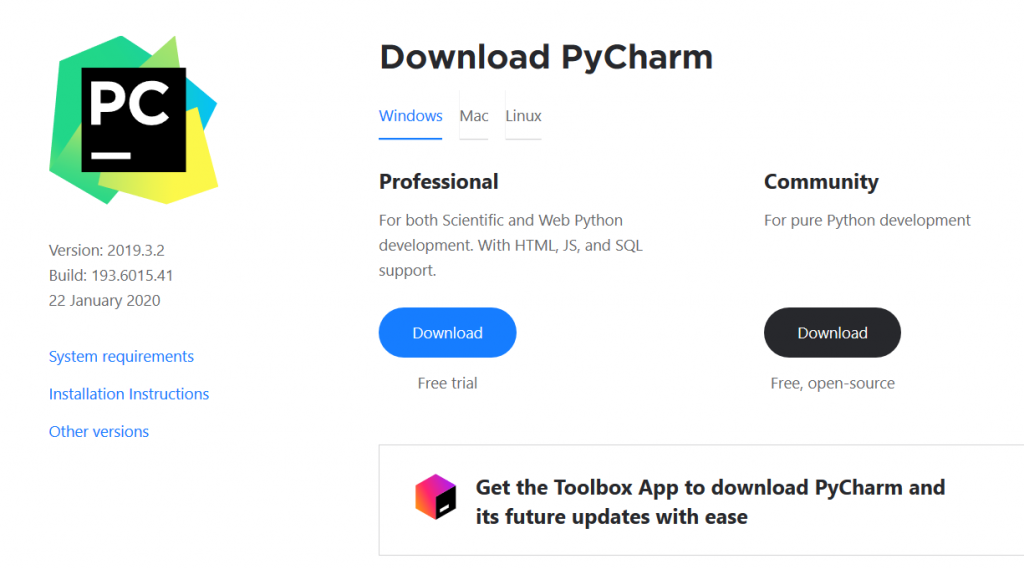 PC
Download PyCharm
Windows
Mac
Linux
Professional
For both Scientific and Web Python
development. With HTML, JS, and SQL
support.
Download
Free trial
Community
For pure Python development
Download
Free, open-source
Version: 2019.3.2
Build: 193.6015.41
22 January 2020
System requirements
Installation Instructions
Other versions
Get the Toolbox App to download PyCharm and
its future updates with ease